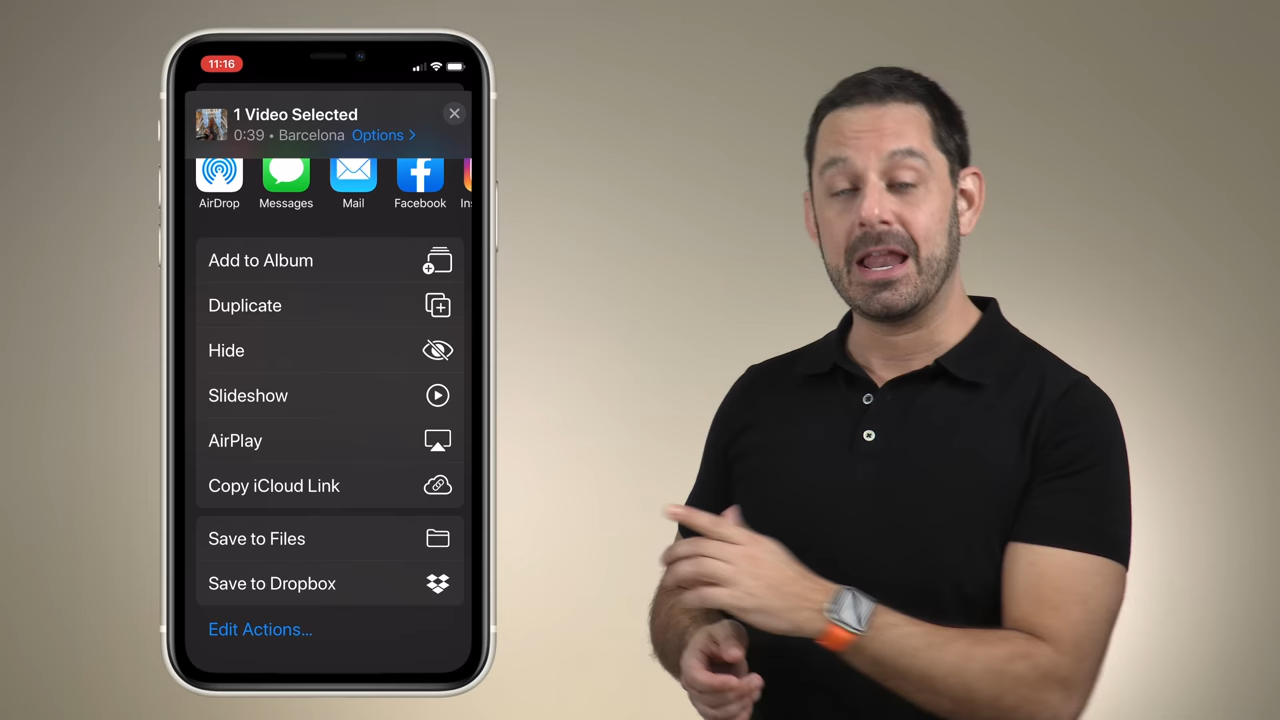 11:16
1 Video Selected
0:39 • Barcelona Options >
AirDrop Messages Mail Facebook
Add to Album
Duplicate
Hide
Slideshow
AirPlay
Copy iCloud Link
Save to Files
Save to Dropbox
Edit Actions...